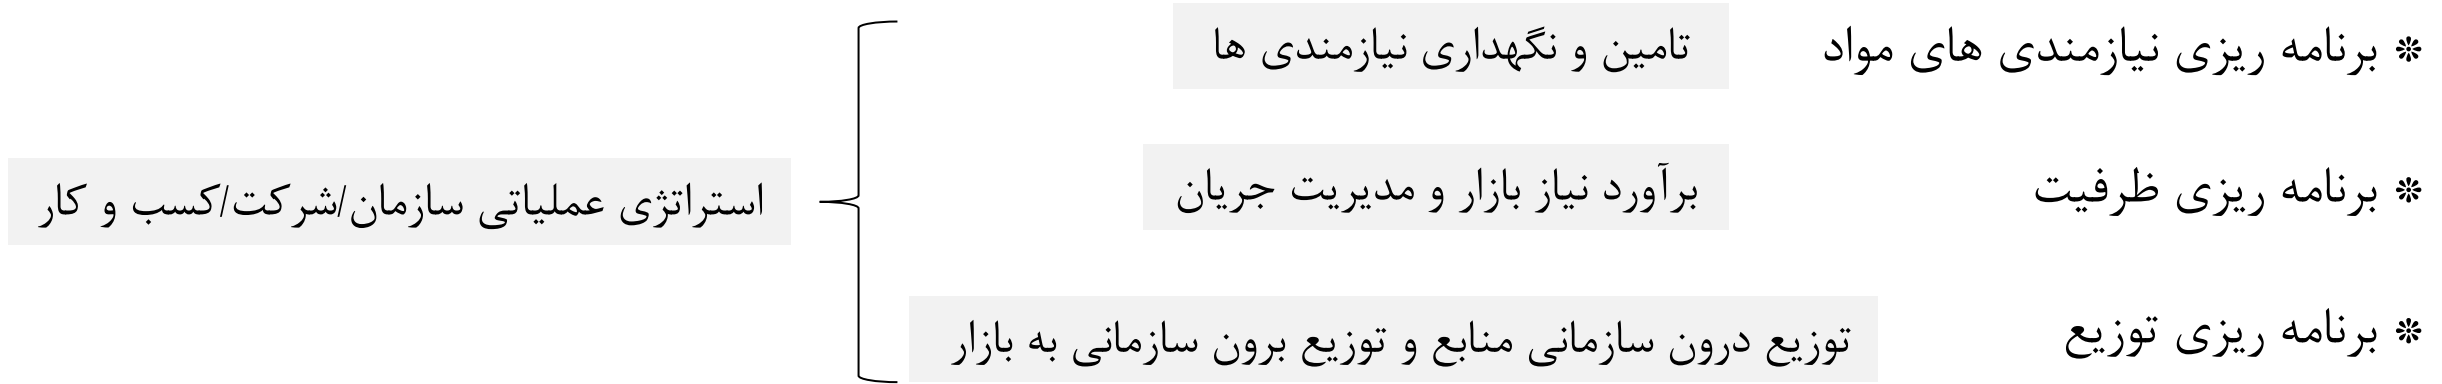 ❊ برنامه ریزی نیازمندی های مواد
تامین و نگهداری نیازمندی ها
❊ برنامه ریزی ظرفیت
برآورد نیاز بازار و مدیریت جریان
استراتژی عملیاتی سازمان/شرکت/کسب و کار
❊ برنامه ریزی توزیع
توزیع درون سازمانی منابع و توزیع برون سازمانی به بازار